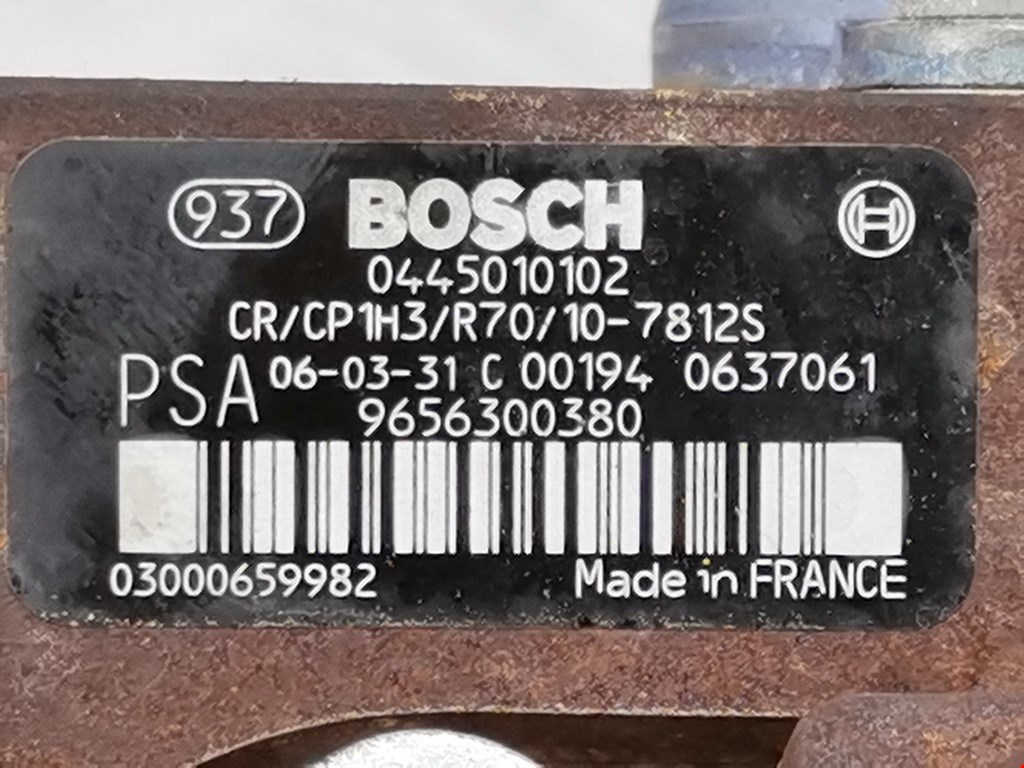 937 BOSCH
0445010102
CR/CP1H3/R70/10-7812S
PSA 06-03-31 C 00194 0637061
9656300380
03000659982 Made in FRANCE